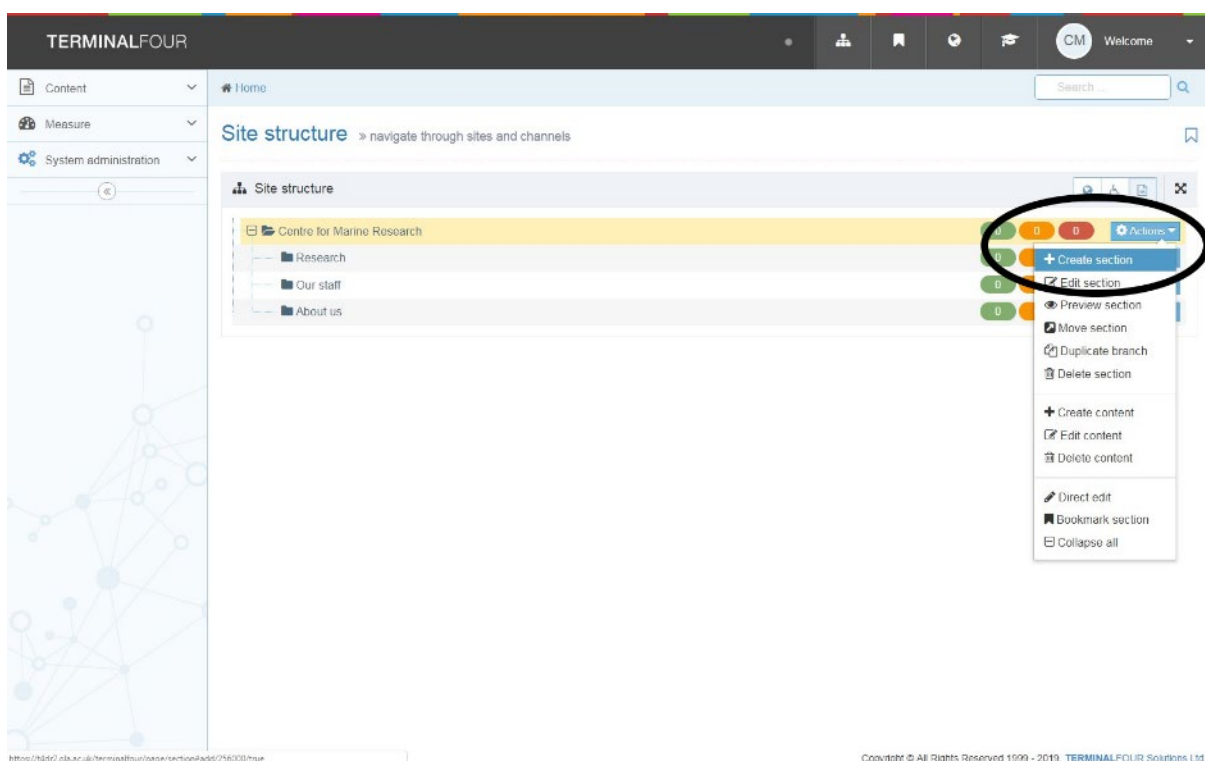 TERMINALFOUR
CM Welcome
Content
Home
Search ...
Measure
Site structure » navigate through sites and channels
System administration
Site structure
Centre for Marine Research 0 0 0 Actions
Research 0
Our staff 0
About us 0
Create section
Edit section
Preview section
Move section
Duplicate branch
Delete section
Create content
Edit content
Delete content
Direct edit
Bookmark section
Collapse all
Copyright © All Rights Reserved 1999 - 2019, TERMINALFOUR Solutions Ltd